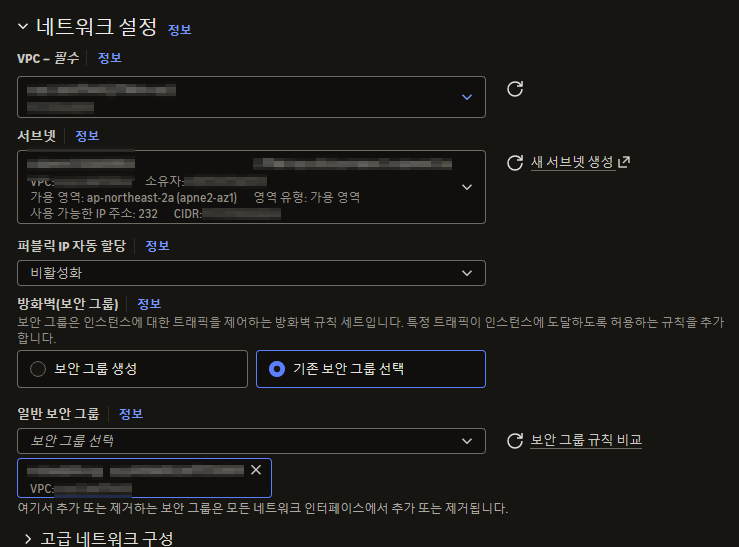 네트워크 설정 정보
VPC – 필수 정보
서브넷 정보
새 서브넷 생성
VPC: 소유자:
가용 영역: ap-northeast-2a (apne2-az1) 영역 유형: 가용 영역
사용 가능한 IP 주소: 232 CIDR:
퍼블릭 IP 자동 할당 정보
비활성화
방화벽(보안 그룹) 정보
보안 그룹은 인스턴스에 대한 트래픽을 제어하는 방화벽 규칙 세트입니다. 특정 트래픽이 인스턴스에 도달하도록 허용하는 규칙을 추가
합니다.
보안 그룹 생성 기존 보안 그룹 선택
일반 보안 그룹 정보
보안 그룹 선택 보안 그룹 규칙 비교
VPC:
여기서 추가 또는 제거하는 보안 그룹은 모든 네트워크 인터페이스에서 추가 또는 제거됩니다.
고급 네트워크 구성